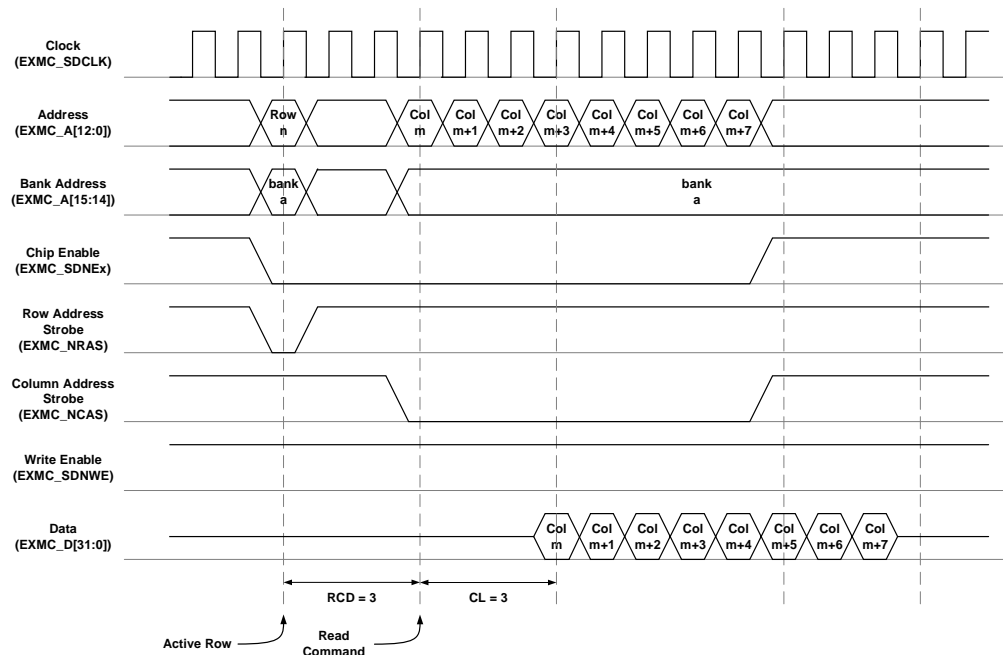 Clock
(EXMC_SDCLK)
Address
(EXMC_A[12:0])
Row
n
Col
m
Col
m+1
Col
m+2
Col
m+3
Col
m+4
Col
m+5
Col
m+6
Col
m+7
Bank Address
(EXMC_A[15:14])
bank
a
bank
a
Chip Enable
(EXMC_SDNEx)
Row Address
Strobe
(EXMC_NRAS)
Column Address
Strobe
(EXMC_NCAS)
Write Enable
(EXMC_SDNWE)
Data
(EXMC_D[31:0])
Col
m
Col
m+1
Col
m+2
Col
m+3
Col
m+4
Col
m+5
Col
m+6
Col
m+7
RCD = 3
CL = 3
Active Row
Read
Command